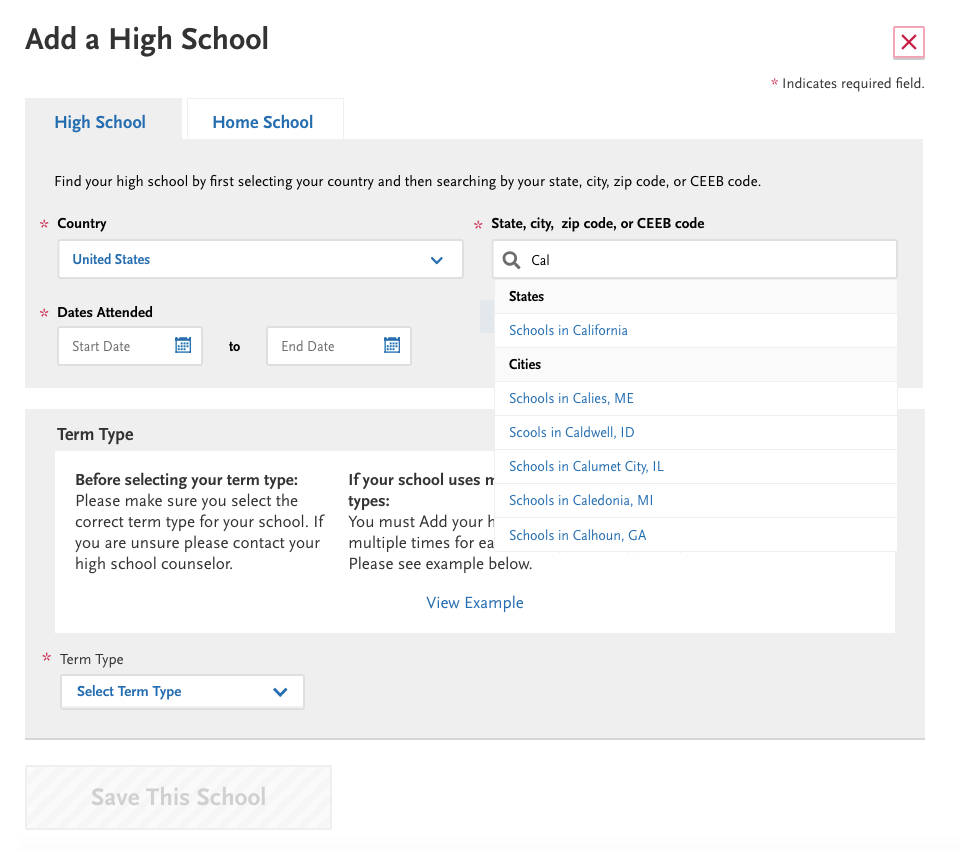 Add a High School
* Indicates required field.
High School
Home School
Find your high school by first selecting your country and then searching by your state, city, zip code, or CEEB code.
* Country
United States
* State, city, zip code, or CEEB code
Cal
States
Schools in California
Cities
Schools in Calies, ME
Scools in Caldwell, ID
Schools in Calumet City, IL
Schools in Caledonia, MI
Schools in Calhoun, GA
* Dates Attended
Start Date
to
End Date
Term Type
Before selecting your term type:
Please make sure you select the
correct term type for your school. If
you are unsure please contact your
high school counselor.
If your school uses
types:
You must Add your
multiple times for
Please see example below.
View Example
* Term Type
Select Term Type
Save This School